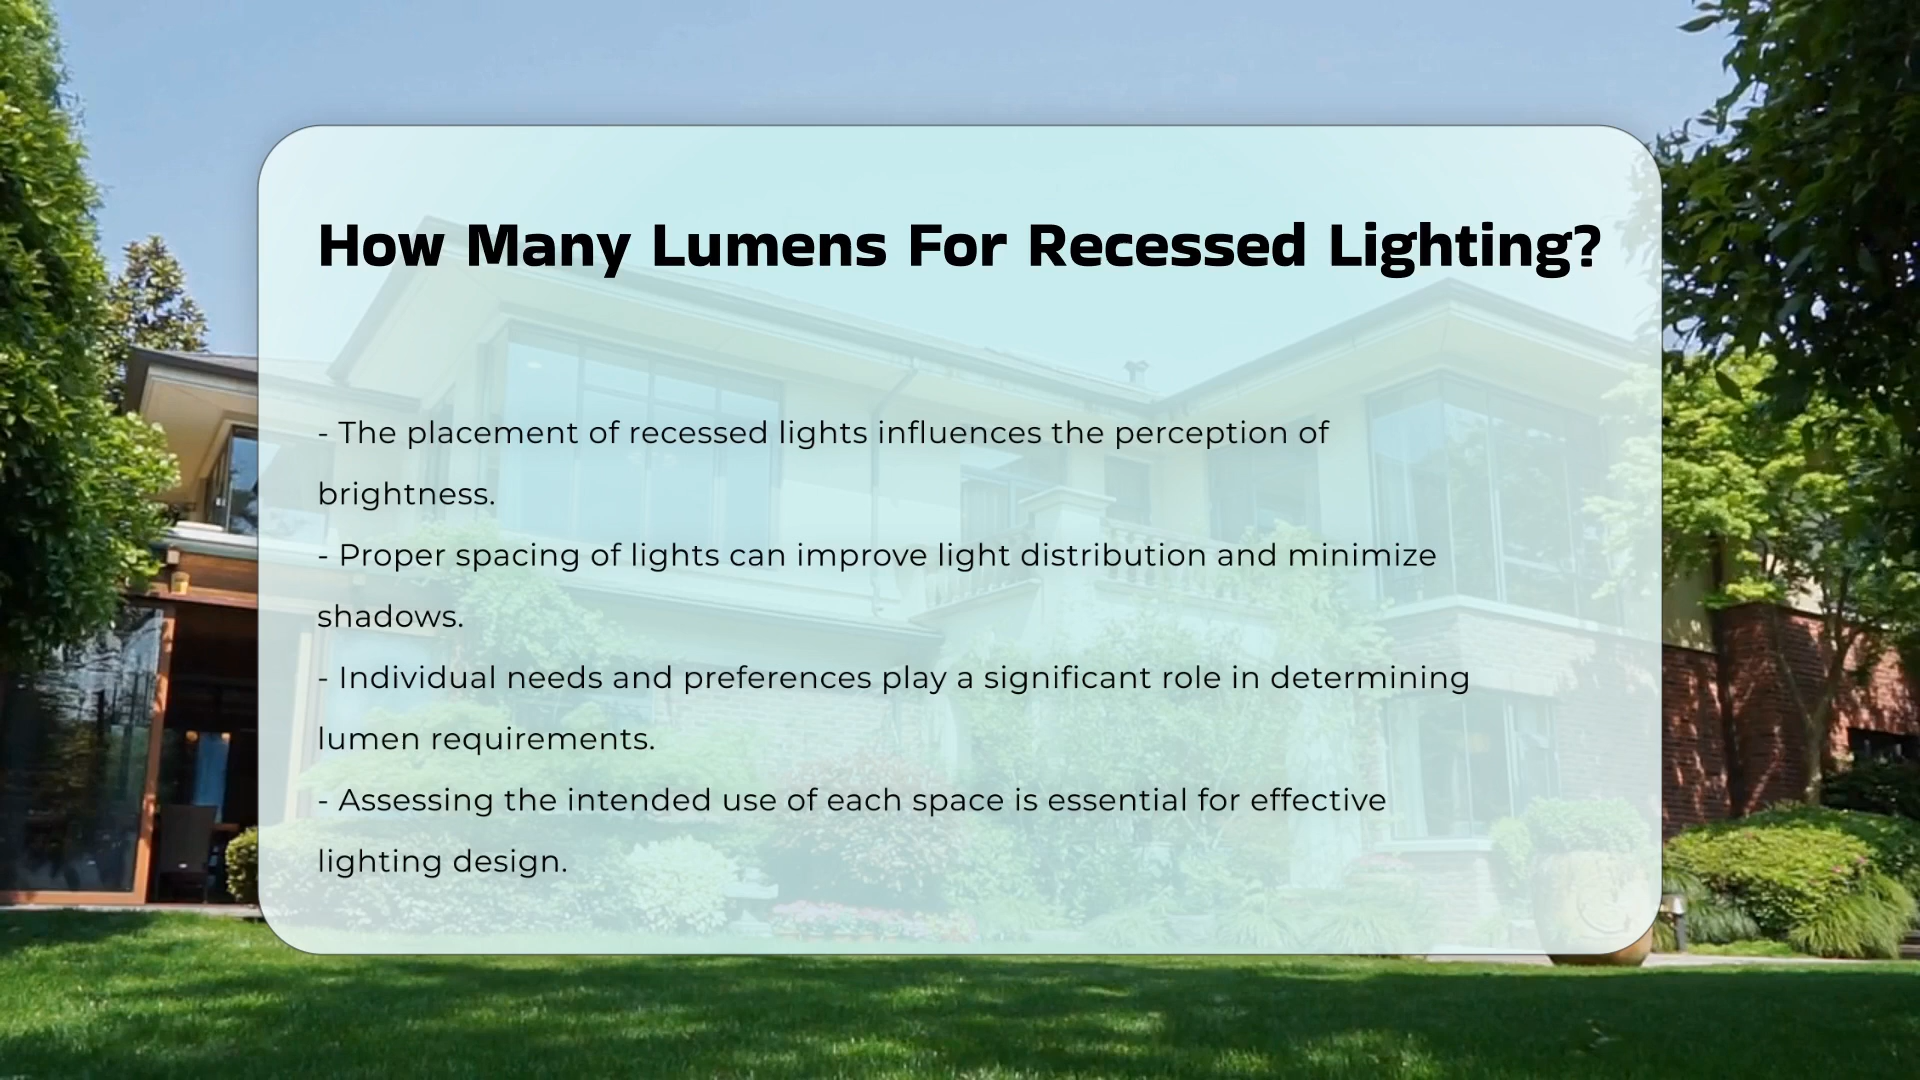 How Many Lumens For Recessed Lighting?
- The placement of recessed lights influences the perception of
brightness.
- Proper spacing of lights can improve light distribution and minimize
shadows.
- Individual needs and preferences play a significant role in determining
lumen requirements.
- Assessing the intended use of each space is essential for effective
lighting design.